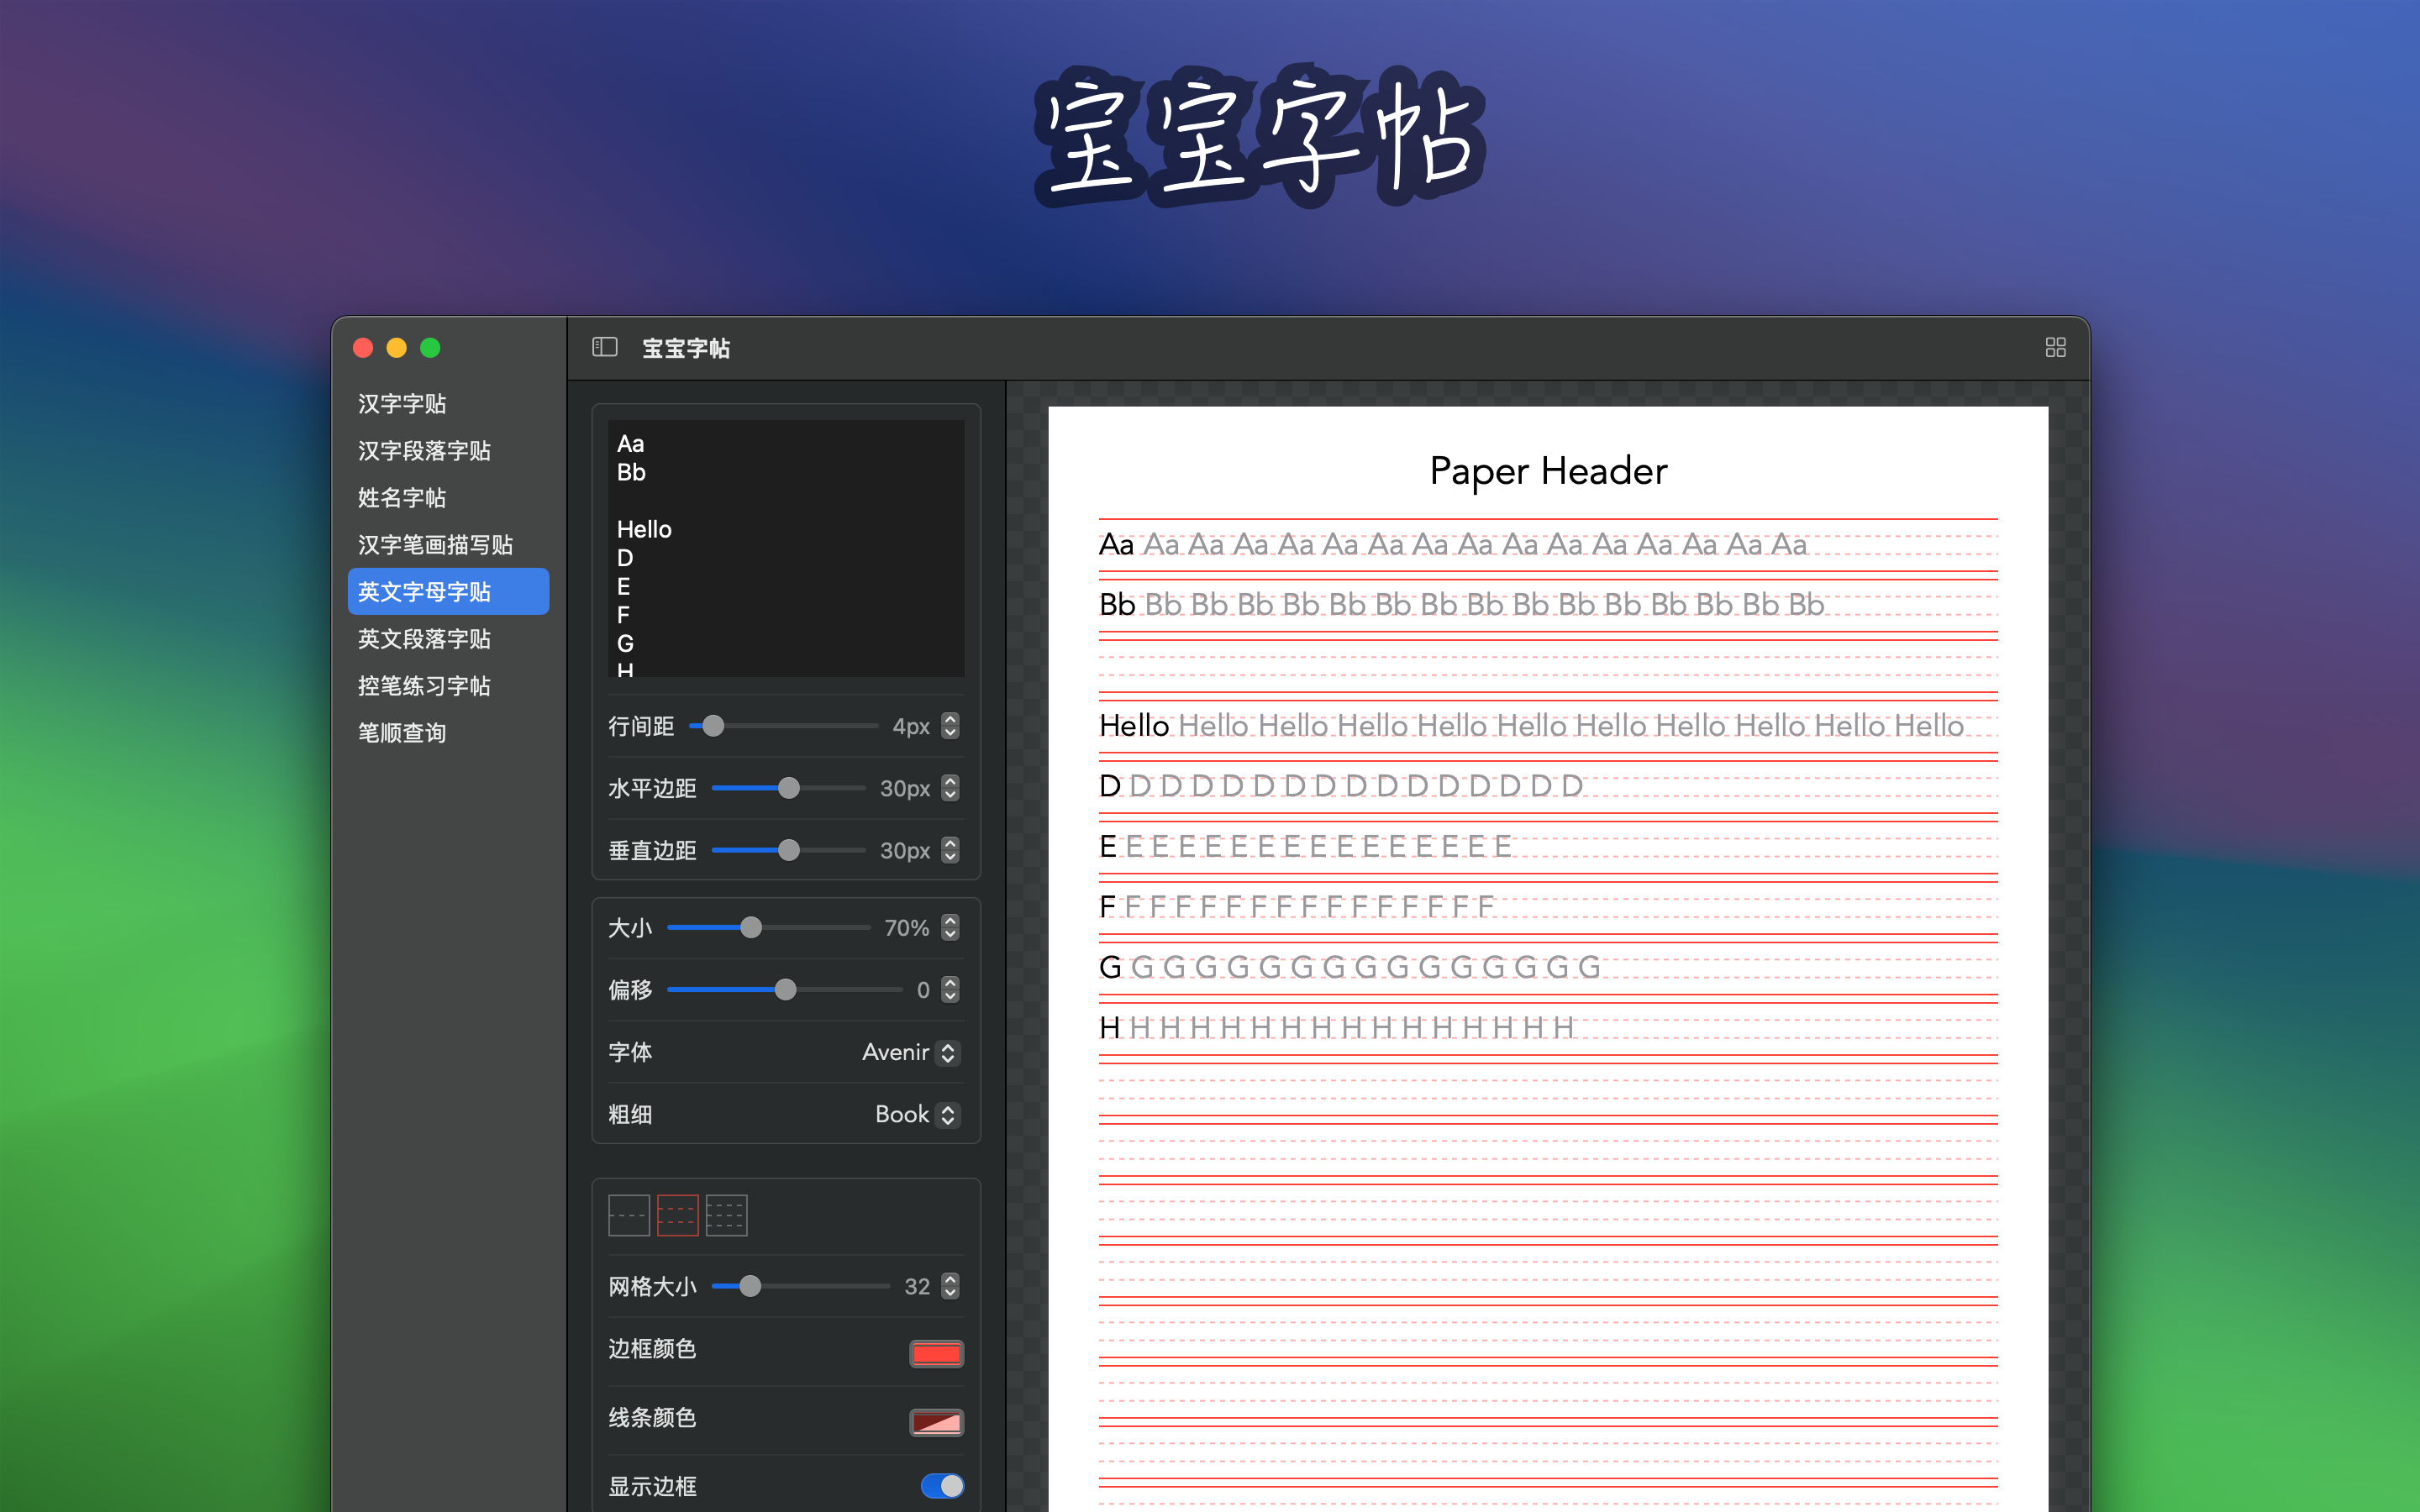 宝宝字帖
宝宝字帖
汉字字贴
汉字段落字贴
姓名字帖
汉字笔画描写贴
英文字母字贴
英文段落字贴
控笔练习字帖
笔顺查询
Aa
Bb
Hello
D
E
F
G
H
行间距 4px
水平边距 30px
垂直边距 30px
大小 70%
偏移 0
字体 Avenir
粗细 Book
网格大小 32
边框颜色
线条颜色
显示边框
Paper Header
Aa Aa Aa Aa Aa Aa Aa Aa Aa Aa Aa Aa Aa Aa Aa Aa
Bb Bb Bb Bb Bb Bb Bb Bb Bb Bb Bb Bb Bb Bb Bb Bb
Hello Hello Hello Hello Hello Hello Hello Hello Hello Hello Hello
D D D D D D D D D D D D D D D D
E E E E E E E E E E E E E E E E
F F F F F F F F F F F F F F F F
G G G G G G G G G G G G G G G G
H H H H H H H H H H H H H H H H